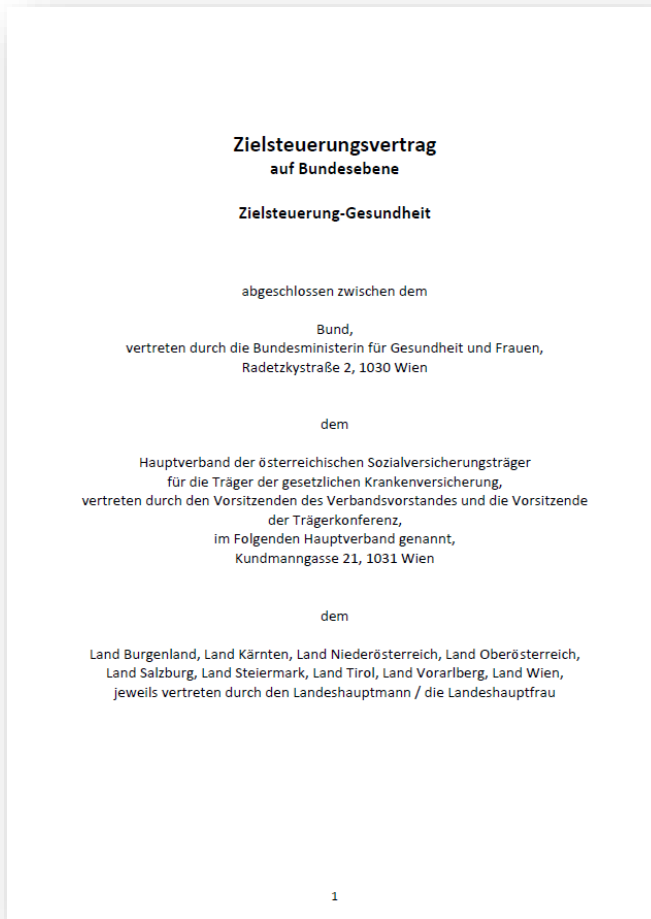 Zielsteuerungsvertrag
auf Bundesebene
Zielsteuerung-Gesundheit
abgeschlossen zwischen dem
Bund,
vertreten durch die Bundesministerin für Gesundheit und Frauen,
Radetzkystraße 2, 1030 Wien
dem
Hauptverband der österreichischen Sozialversicherungsträger
für die Träger der gesetzlichen Krankenversicherung,
vertreten durch den Vorsitzenden des Verbandsvorstandes und die Vorsitzende
der Trägerkonferenz,
im Folgenden Hauptverband genannt,
Kundmanngasse 21, 1031 Wien
dem
Land Burgenland, Land Kärnten, Land Niederösterreich, Land Oberösterreich,
Land Salzburg, Land Steiermark, Land Tirol, Land Vorarlberg, Land Wien,
jeweils vertreten durch den Landeshauptmann / die Landeshauptfrau
1